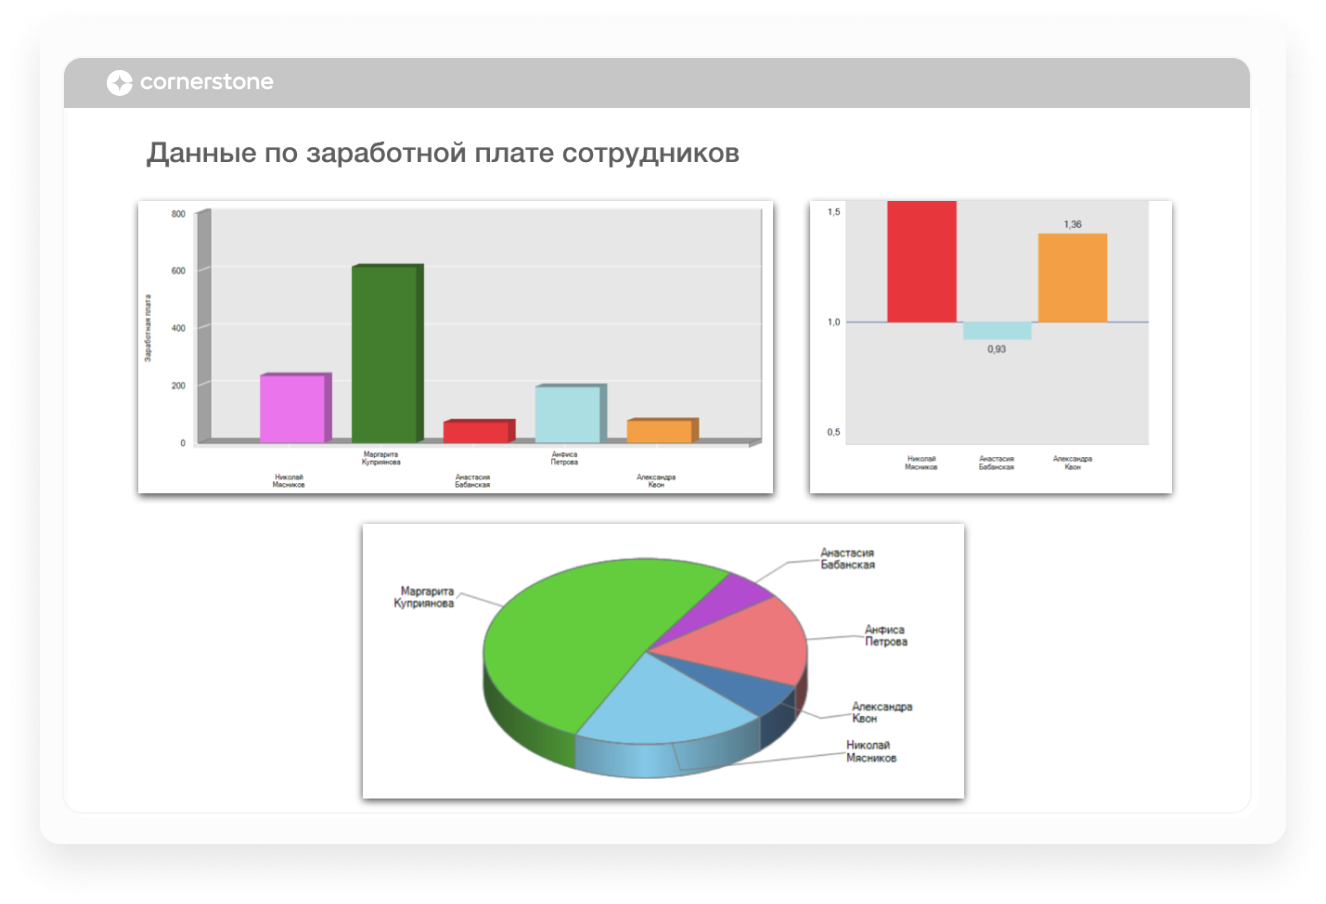 cornerstone
Данные по заработной плате сотрудников
800
600
400
200
0
Заработная плата
Николай
Мясников
Маргарита
Куприянова
Анастасия
Бабанская
Анфиса
Петрова
Александра
Квон
1,5
1,0
0,5
1,36
0,93
Николай
Мясников
Анастасия
Бабанская
Александра
Квон
Маргарита
Куприянова
Анастасия
Бабанская
Анфиса
Петрова
Александра
Квон
Николай
Мясников